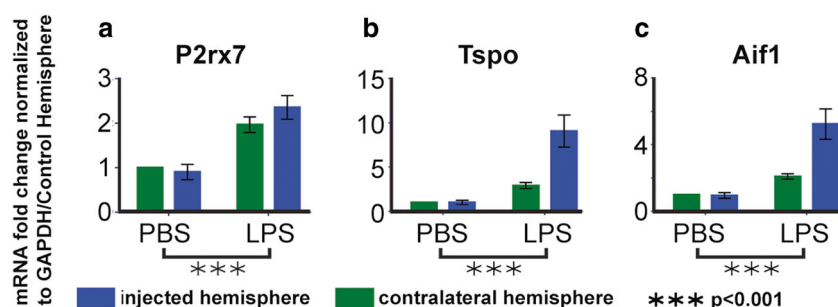 mRNA fold change normalized
to GAPDH/Control Hemisphere
a
P2rx7
3
2
1
0
PBS LPS
***
b
Tspo
15
10
5
0
PBS LPS
***
c
Aif1
8
4
0
PBS LPS
***
injected hemisphere contralateral hemisphere *** p<0.001